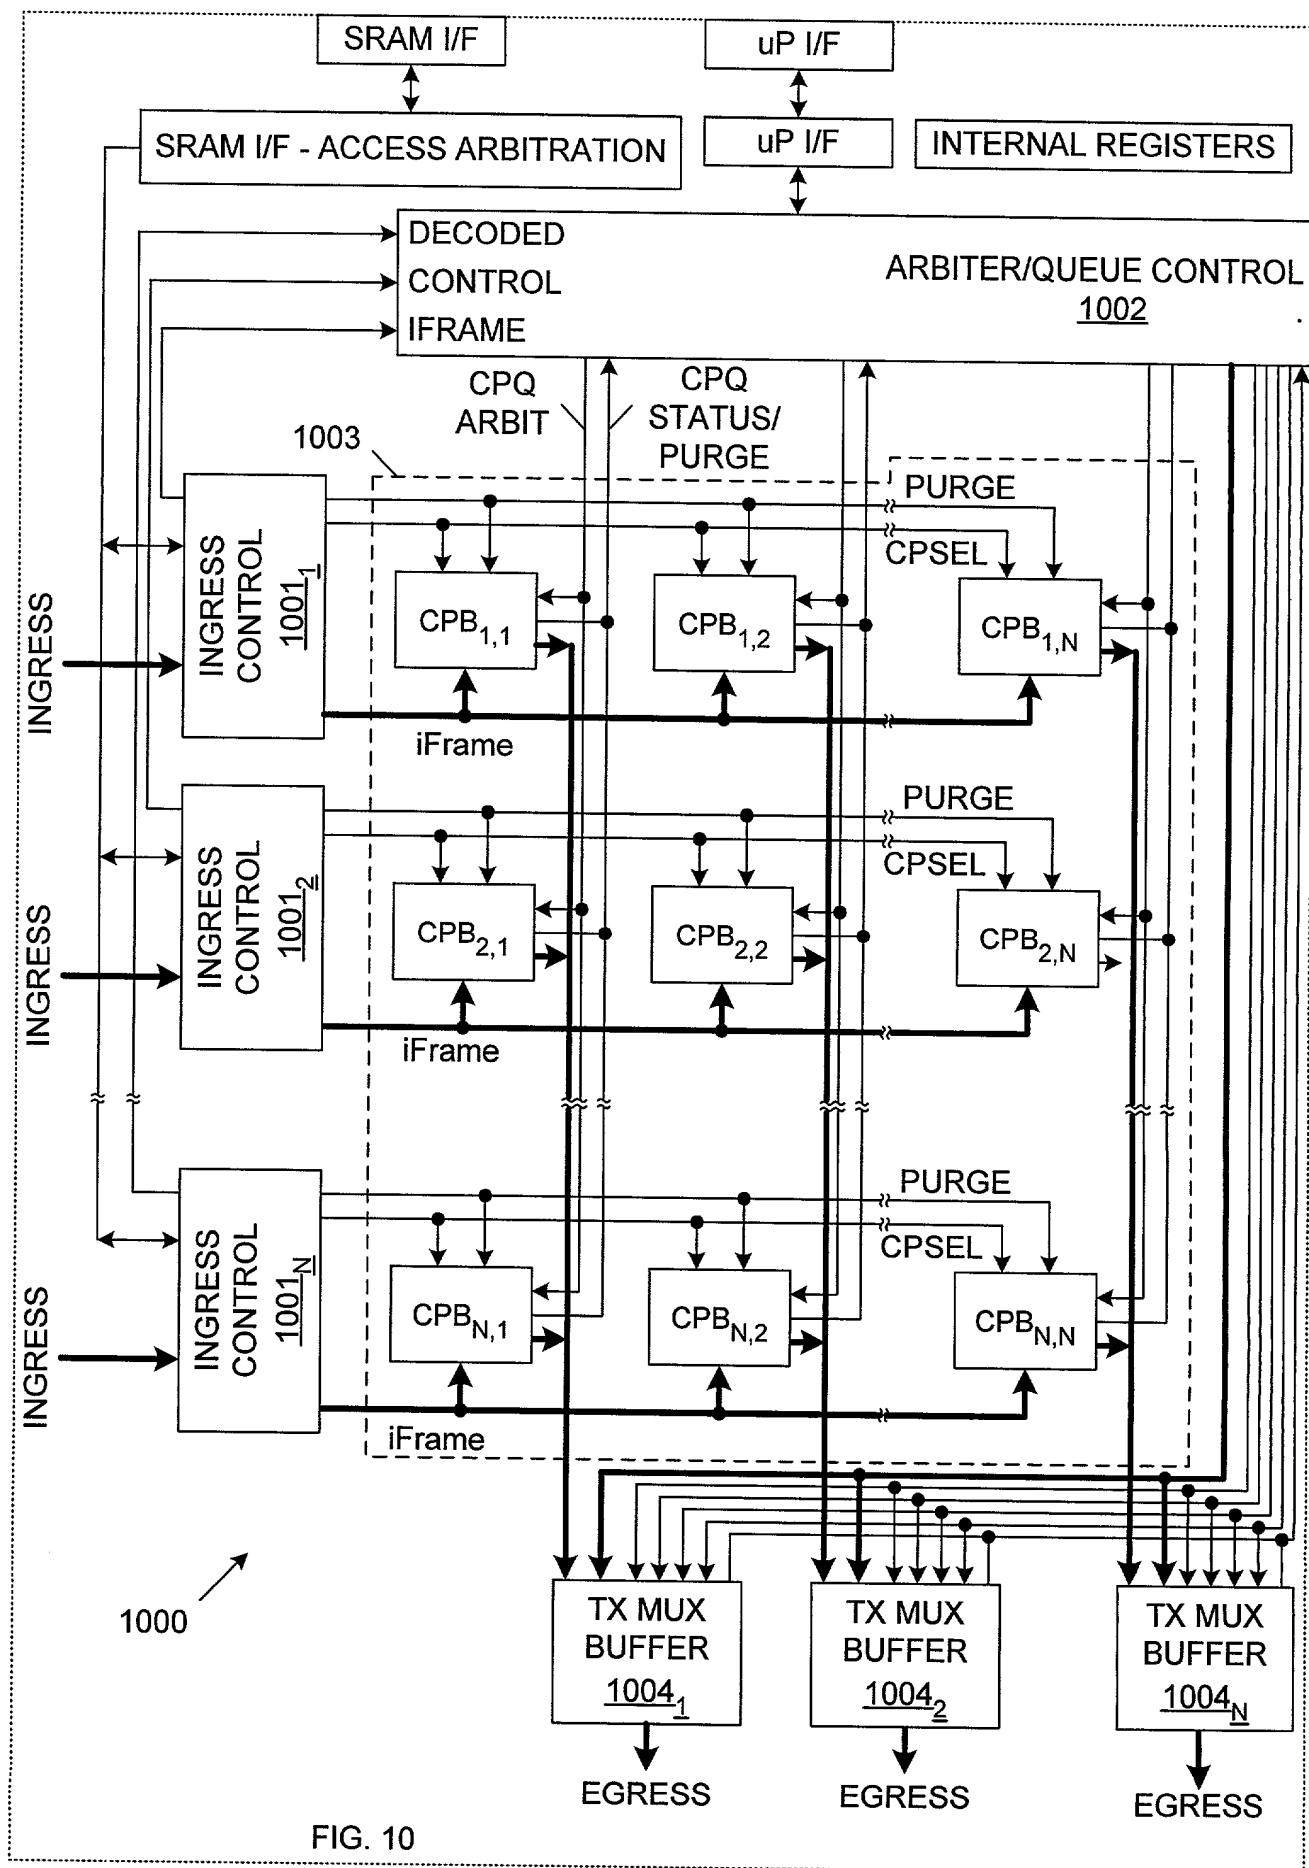 SRAM I/F
uP I/F
SRAM I/F - ACCESS ARBITRATION
uP I/F
INTERNAL REGISTERS
DECODED
CONTROL
IFRAME
ARBITER/QUEUE CONTROL
1002
CPQ
ARBIT
CPQ
STATUS/
PURGE
1003
INGRESS
INGRESS
CONTROL
1001₁
PURGE
CPSEL
CPB₁,₁
CPB₁,₂
CPB₁,N
iFrame
INGRESS
INGRESS
CONTROL
1001₂
PURGE
CPSEL
CPB₂,₁
CPB₂,₂
CPB₂,N
iFrame
INGRESS
INGRESS
CONTROL
1001N
PURGE
CPSEL
CPBN,₁
CPBN,₂
CPBN,N
iFrame
1000
TX MUX
BUFFER
1004₁
TX MUX
BUFFER
1004₂
TX MUX
BUFFER
1004N
EGRESS
EGRESS
EGRESS
FIG. 10